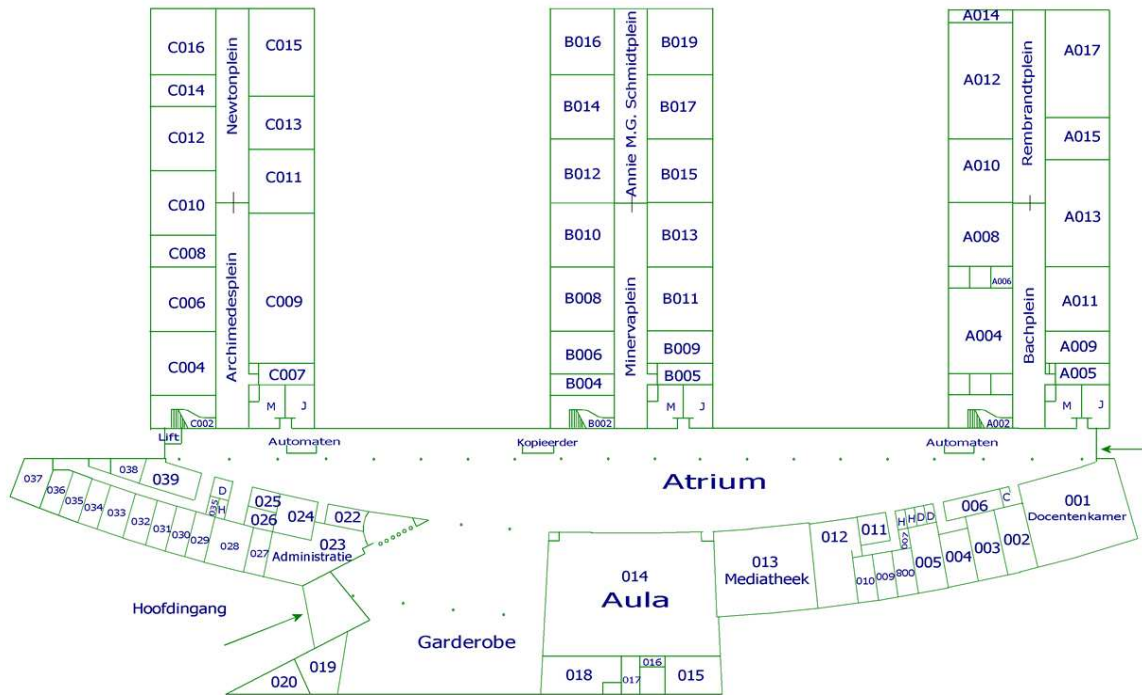 C016
C015
C014
C012
C013
C011
C010
C008
C009
C006
C004
C007
C002
M
J
Newtonplein
Archimedesplein
Lift
Automaten
B016
B019
B014
B017
B012
B015
B010
B013
B008
B011
B006
B009
B004
B005
B002
M
J
Annie M.G. Schmidtplein
Minervaplein
Kopieerder
A014
A017
A012
A015
A010
A013
A008
A006
A011
A004
A009
A005
A002
M
J
Rembrandtplein
Bachplein
Automaten
Atrium
037
036
035
034
033
032
031
030
029
028
027
038
039
D
035
H
025
026
024
022
023
Administratie
Hoofdingang
Garderobe
020
019
014
Aula
018
017
016
015
013
Mediatheek
012
011
010
009
008
007
H
H
D
D
005
006
C
004
003
002
001
Docentenkamer